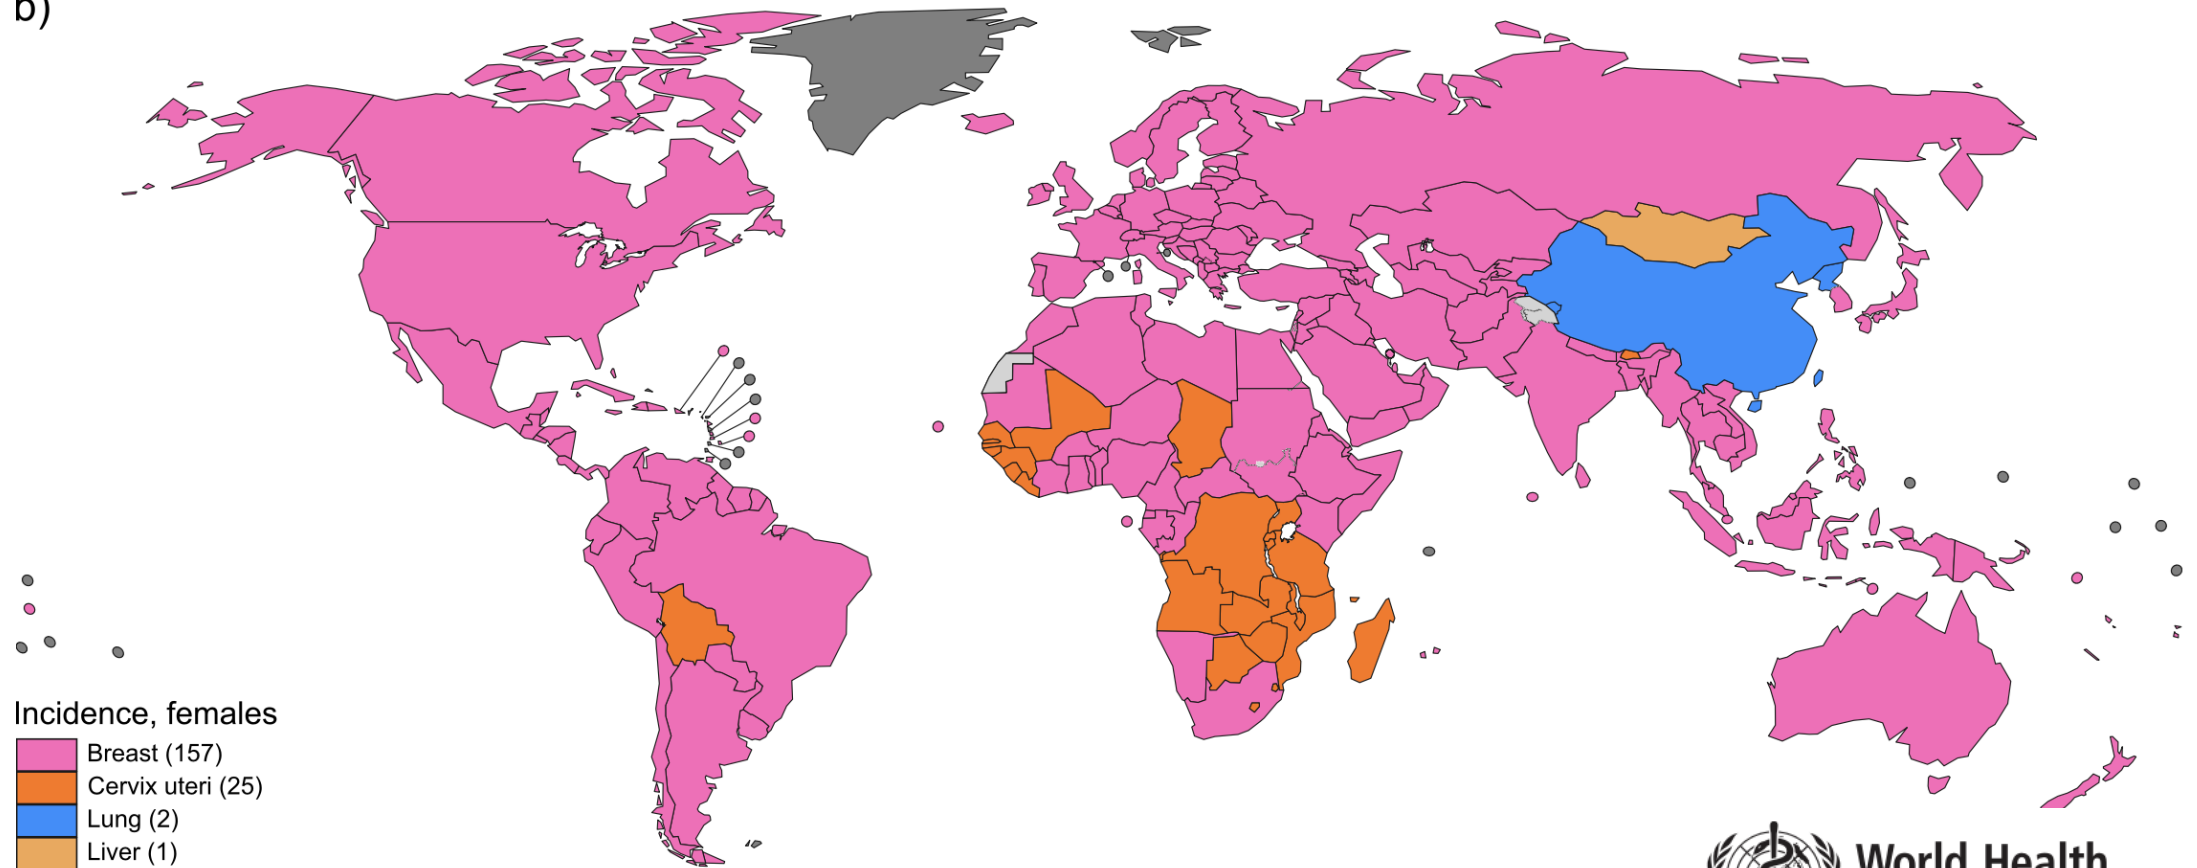 b)
Incidence, females
Breast (157)
Cervix uteri (25)
Lung (2)
Liver (1)
World Health